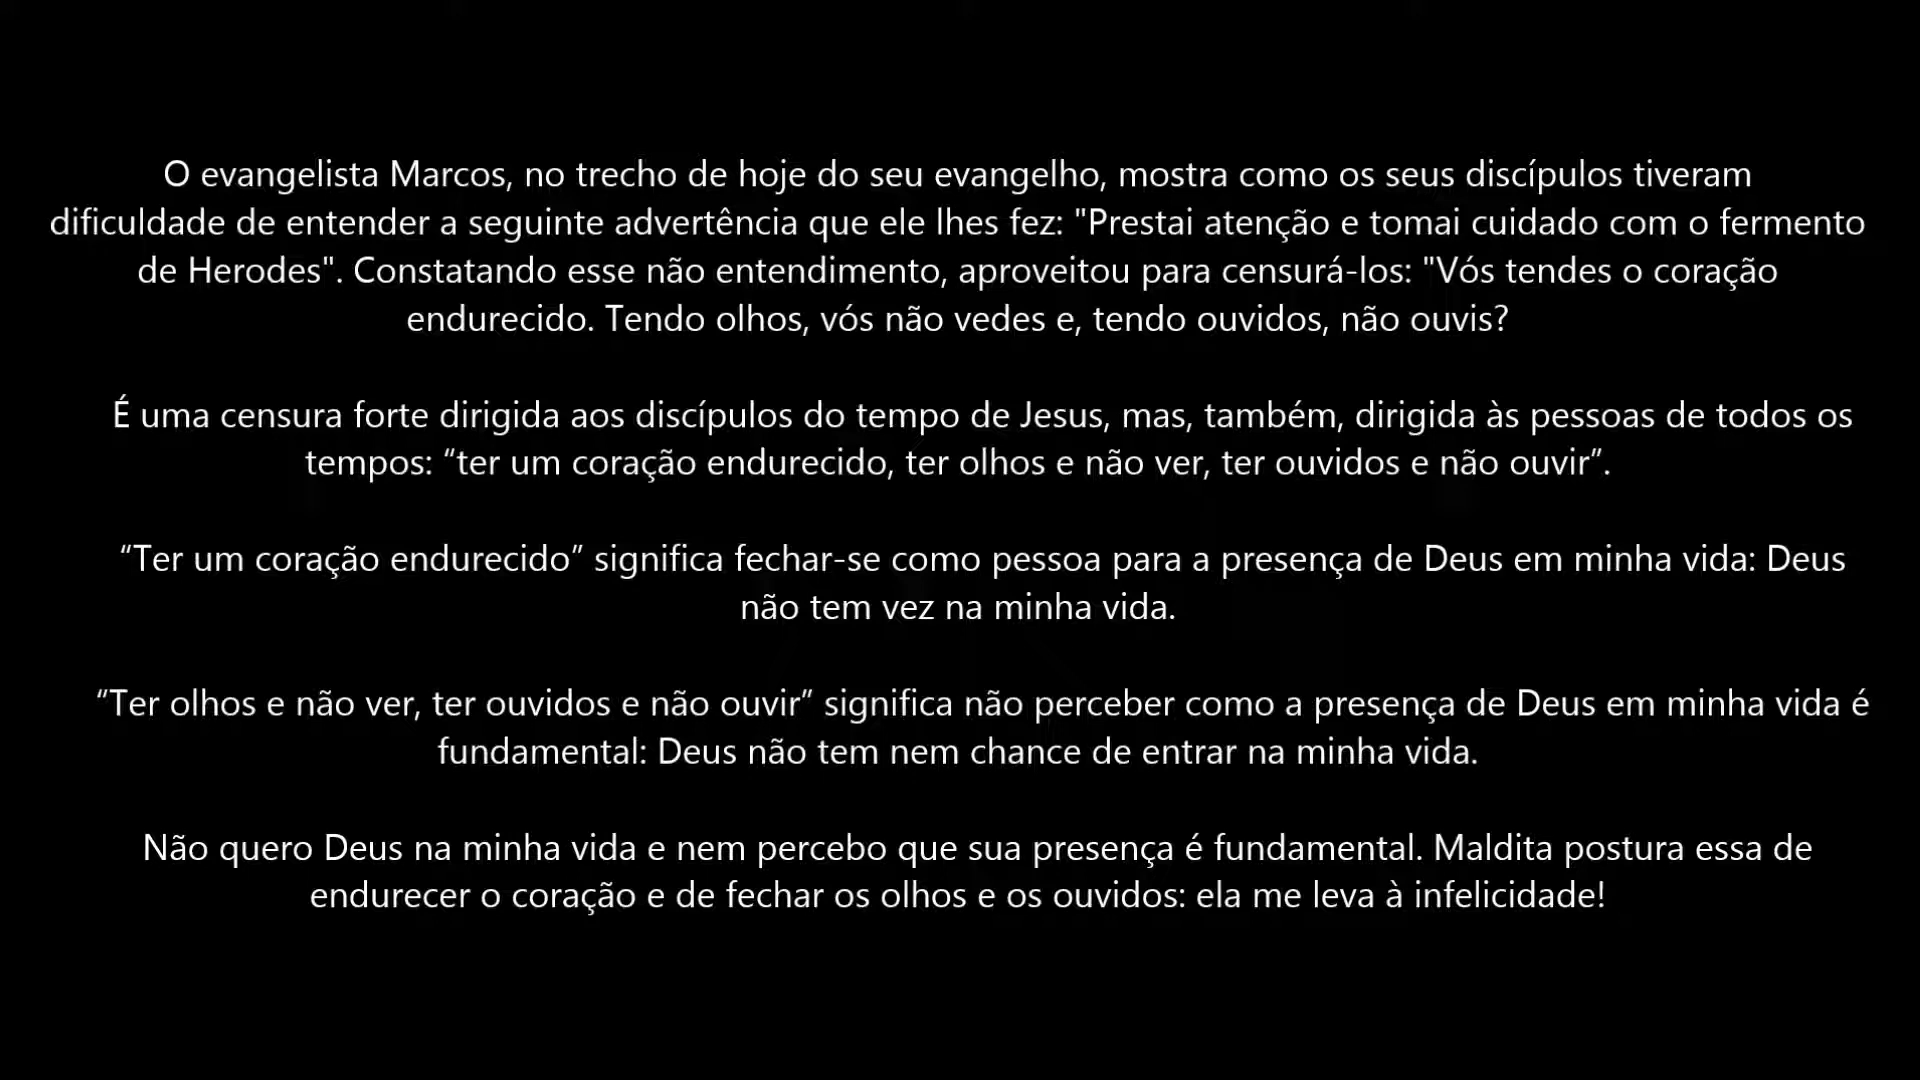 O evangelista Marcos, no trecho de hoje do seu evangelho, mostra como os seus discípulos tiveram
dificuldade de entender a seguinte advertência que ele lhes fez: "Prestai atenção e tomai cuidado com o fermento
de Herodes". Constatando esse não entendimento, aproveitou para censurá-los: "Vós tendes o coração
endurecido. Tendo olhos, vós não vedes e, tendo ouvidos, não ouvis?
É uma censura forte dirigida aos discípulos do tempo de Jesus, mas, também, dirigida às pessoas de todos os
tempos: “ter um coração endurecido, ter olhos e não ver, ter ouvidos e não ouvir”.
“Ter um coração endurecido” significa fechar-se como pessoa para a presença de Deus em minha vida: Deus
não tem vez na minha vida.
“Ter olhos e não ver, ter ouvidos e não ouvir” significa não perceber como a presença de Deus em minha vida é
fundamental: Deus não tem nem chance de entrar na minha vida.
Não quero Deus na minha vida e nem percebo que sua presença é fundamental. Maldita postura essa de
endurecer o coração e de fechar os olhos e os ouvidos: ela me leva à infelicidade!